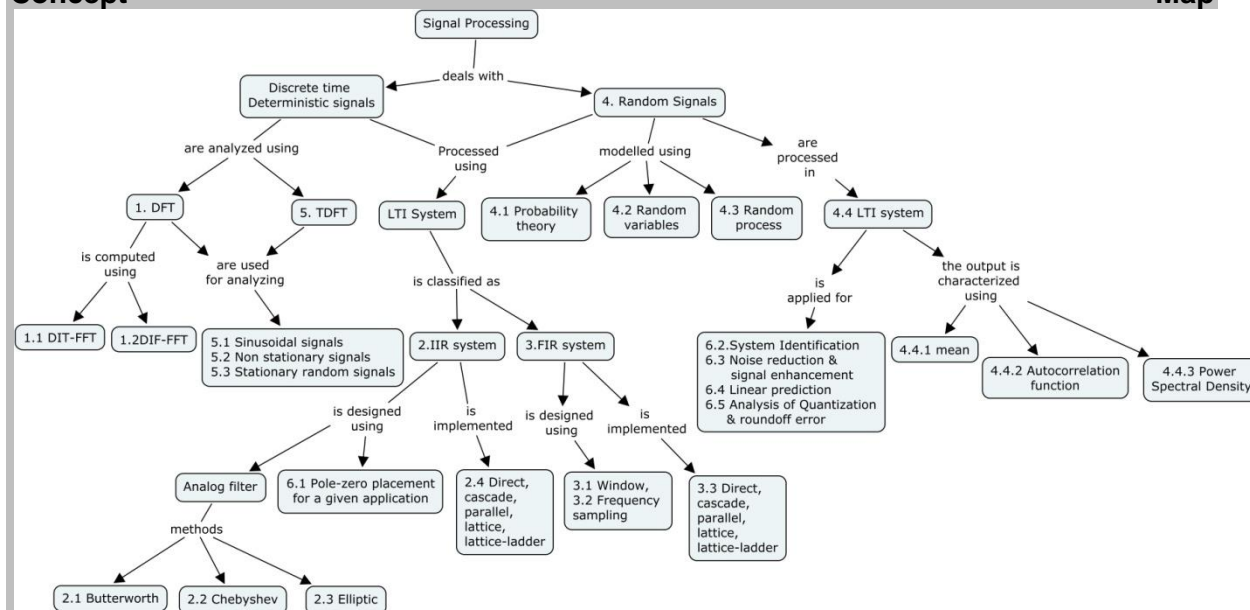 Concept Map
Signal Processing
deals with
Discrete time
Deterministic signals
4. Random Signals
are analyzed using
Processed
using
modelled using
are
processed
in
1. DFT
5. TDFT
LTI System
4.1 Probability
theory
4.2 Random
variables
4.3 Random
process
4.4 LTI system
is computed
using
are used
for analyzing
is classified as
is
applied for
the output is
characterized
using
1.1 DIT-FFT
1.2DIF-FFT
5.1 Sinusoidal signals
5.2 Non stationary signals
5.3 Stationary random signals
2.IIR system
3.FIR system
6.2.System Identification
6.3 Noise reduction &
signal enhancement
6.4 Linear prediction
6.5 Analysis of Quantization
& roundoff error
4.4.1 mean
4.4.2 Autocorrelation
function
4.4.3 Power
Spectral Density
is designed
using
is
implemented
is designed
using
is
implemented
Analog filter
6.1 Pole-zero placement
for a given application
2.4 Direct,
cascade,
parallel,
lattice,
lattice-ladder
3.1 Window,
3.2 Frequency
sampling
3.3 Direct,
cascade,
parallel,
lattice,
lattice-ladder
methods
2.1 Butterworth
2.2 Chebyshev
2.3 Elliptic